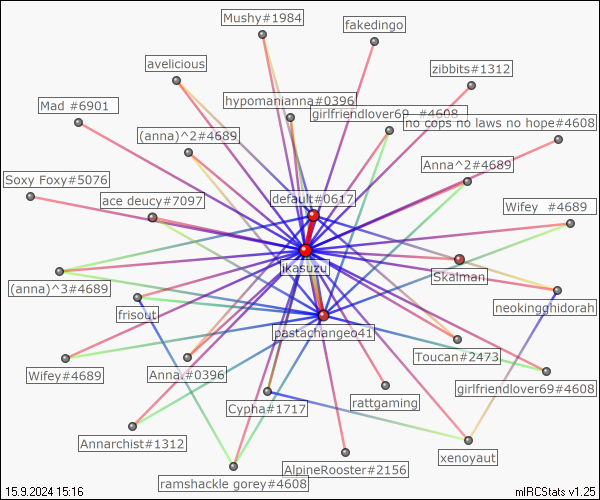 Mushy#1984
fakedingo
avelicious
zibbits#1312
Mad #6901
hypomanianna#0396
girlfriendlover69 #4608
no cops no laws no hope#4608
(anna)^2#4689
Anna^2#4689
Soxy Foxy#5076
ace deucy#7097
default#0617
Wifey #4689
jikasuzu
Skalman
(anna)^3#4689
neokingghidorah
frisout
pastachangeo41
Toucan#2473
Wifey#4689
Anna.#0396
girlfriendlover69#4608
rattgaming
Cypha#1717
Annarchist#1312
xenoyaut
AlpineRooster#2156
ramshackle gorey#4608
15.9.2024 15:16
mIRCStats v1.25